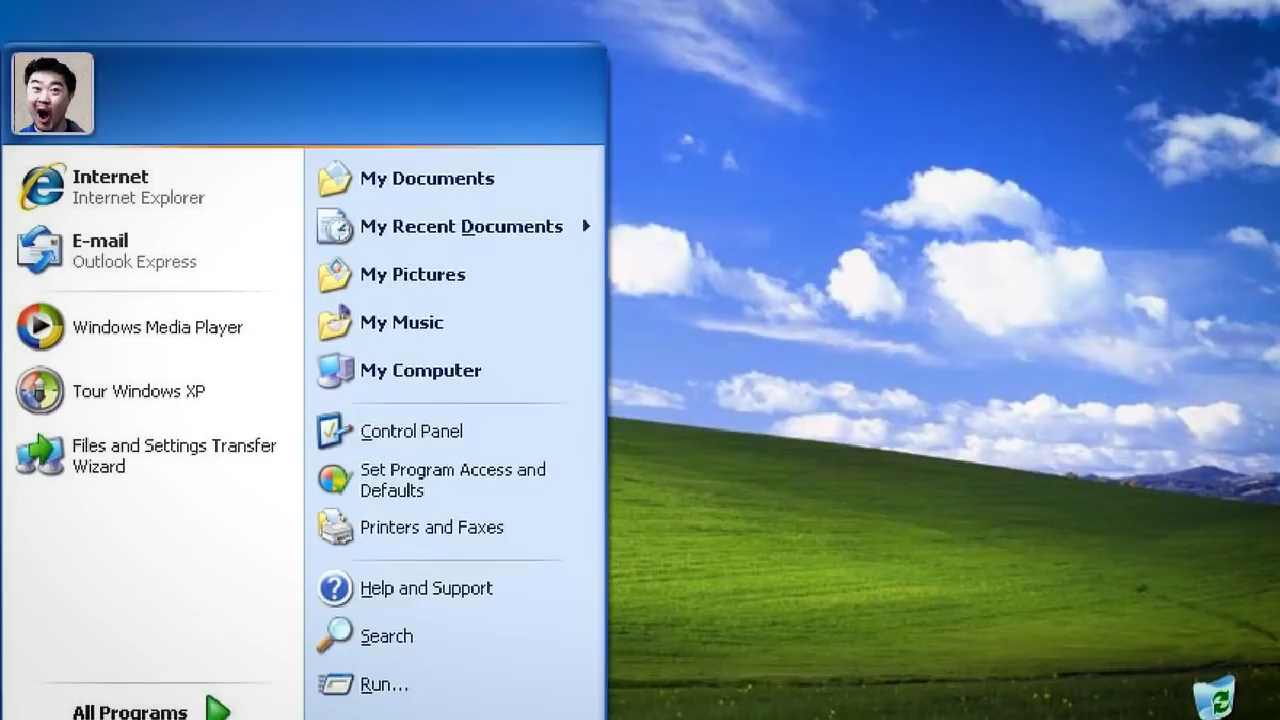 Internet
Internet Explorer
E-mail
Outlook Express
Windows Media Player
Tour Windows XP
Files and Settings Transfer
Wizard
All Programs
My Documents
My Recent Documents
My Pictures
My Music
My Computer
Control Panel
Set Program Access and
Defaults
Printers and Faxes
Help and Support
Search
Run...